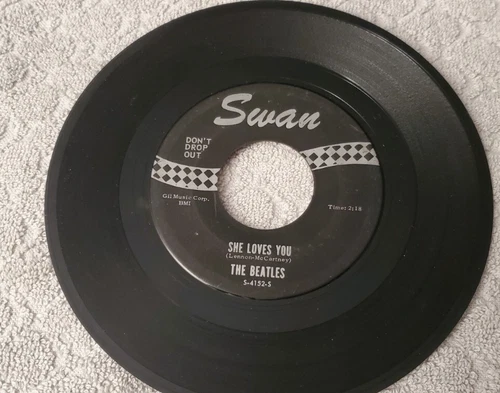 Swan
DON'T
DROP
OUT
Gil Music Corp.
BMI
Time: 2:18
SHE LOVES YOU
(Lennon-McCartney)
THE BEATLES
S-4152-S